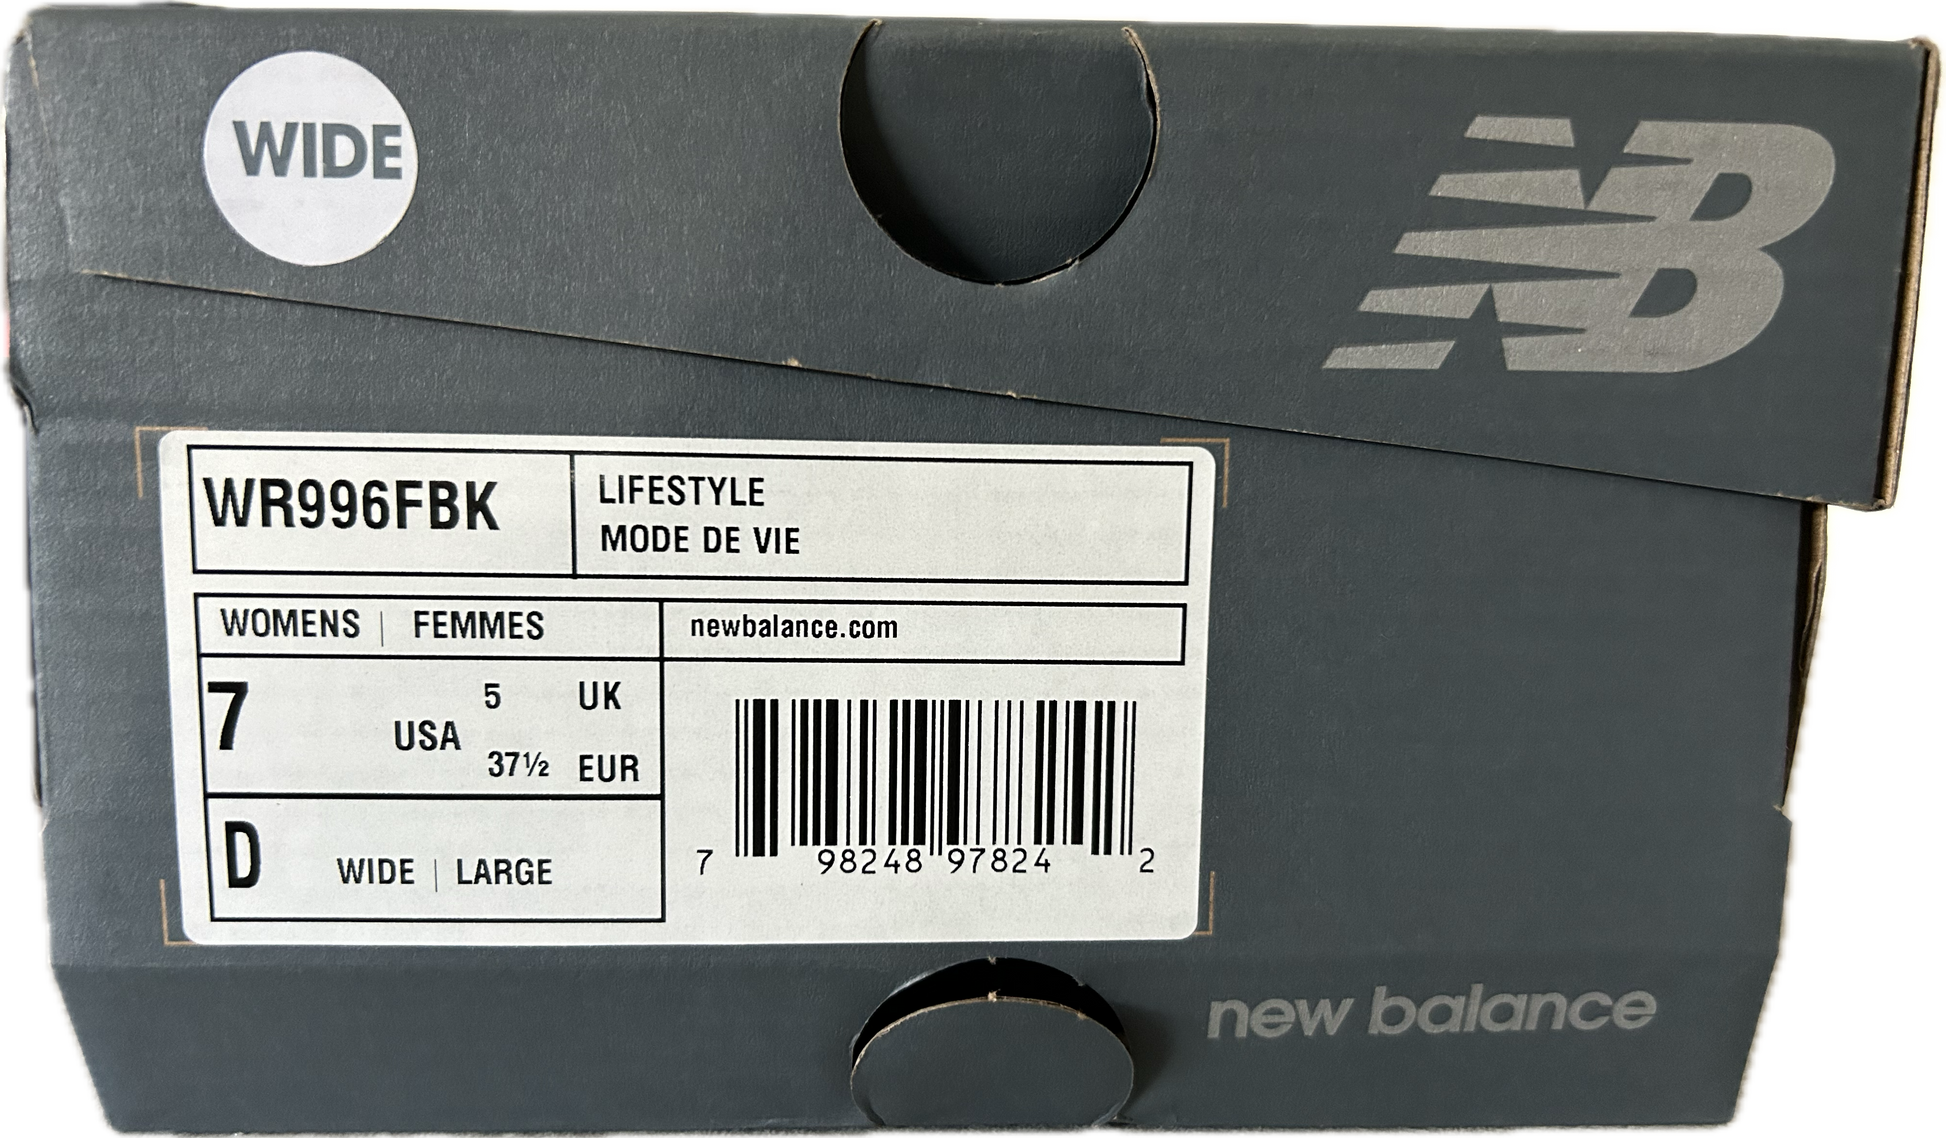 WIDE
NB
WR996FBK
LIFESTYLE
MODE DE VIE
WOMENS | FEMMES
newbalance.com
7 USA
5 UK
37½ EUR
D WIDE | LARGE
7 98248 97824 2
new balance